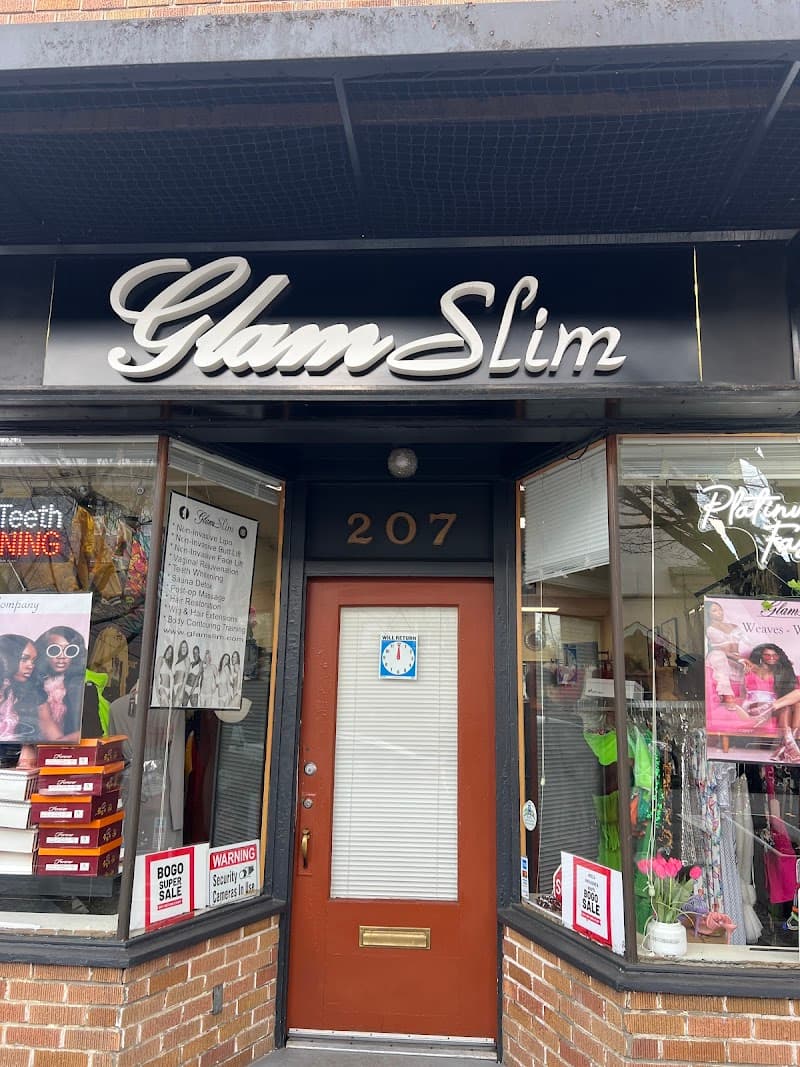 Glam Slim
207
WILL RETURN
Teeth
NING
ompany
Glam Slim
* Non-Invasive Lipo
* Non-Invasive Butt Lift
* Non-Invasive Face Lift
* Vaginal Rejuvenation
* Teeth Whitening
* Sauna Detox
* Post-op Massage
* Hair Restoration
* Wig & Hair Extensions
* Body Contouring Training
www.glamslim.com
BOGO
SUPER
SALE
WARNING
Security
Cameras In Use
Platinu
Fa
Glam
Weaves - W
BOGO
SALE